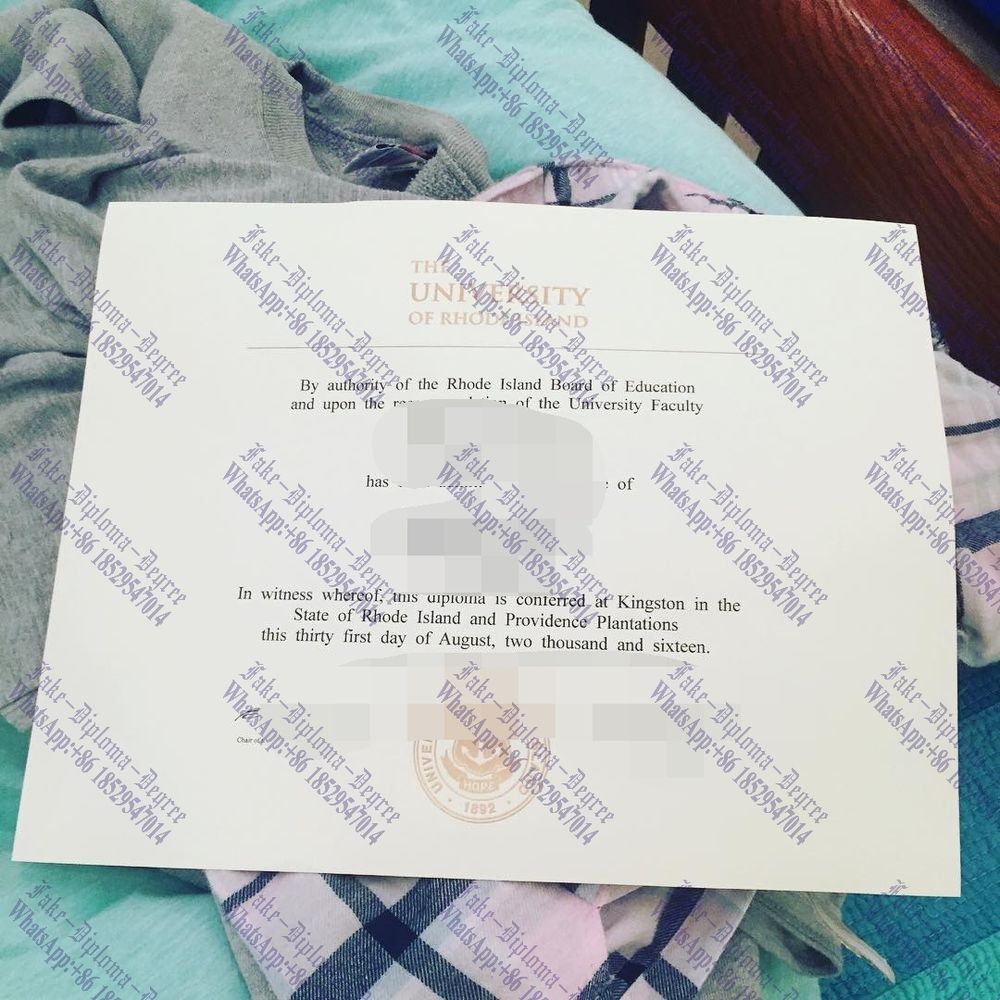 THE
UNIVERSITY
OF RHODE ISLAND
By authority of the Rhode Island Board of Education
and upon the of the University Faculty
has of
In witness whereof, this diploma is conferred at Kingston in the
State of Rhode Island and Providence Plantations
this thirty first day of August, two thousand and sixteen.
Chair of
HOPE
1892
Fake-Diploma-Degree
WhatsApp:+86 18529547014